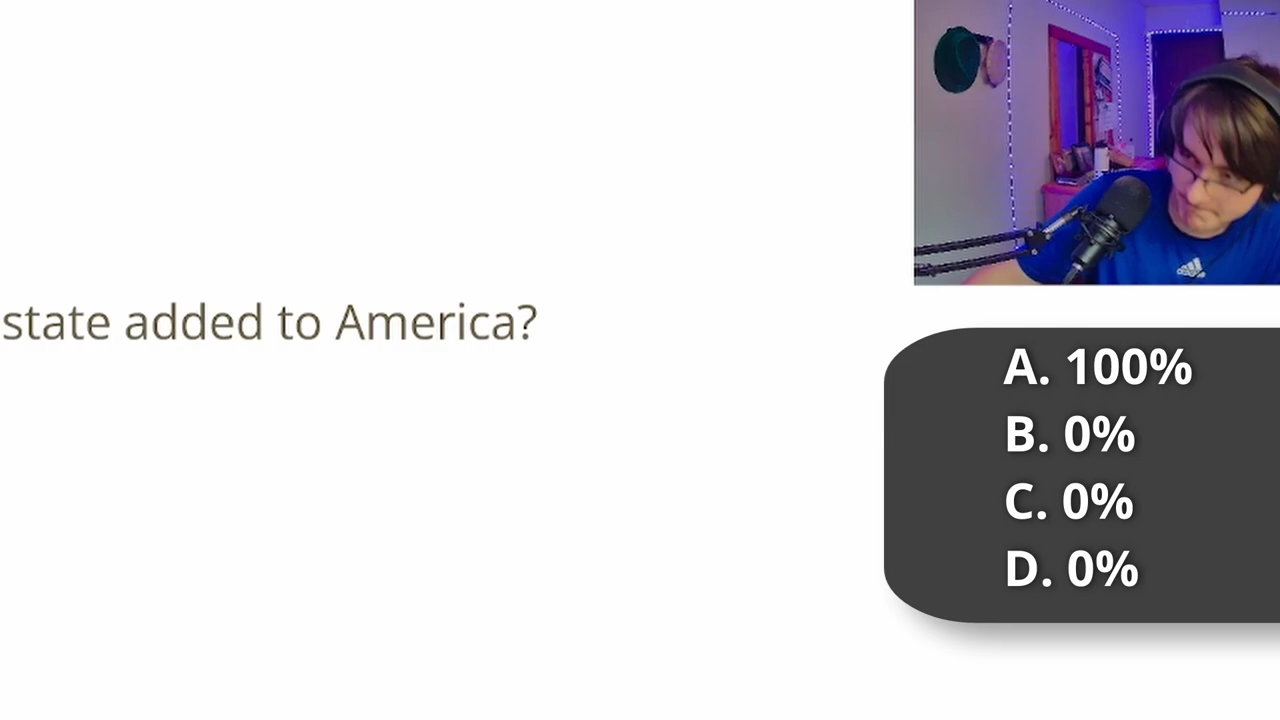 state added to America?
A. 100%
B. 0%
C. 0%
D. 0%